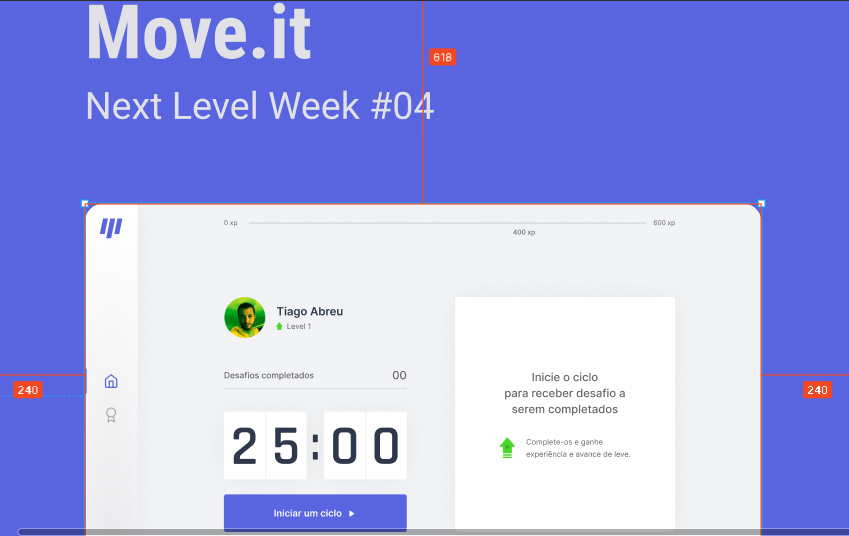 Move.it
618
Next Level Week #04
0 xp
600 xp
400 xp
Tiago Abreu
Level 1
Desafios completados 00
25:00
Iniciar um ciclo
Inicie o ciclo
para receber desafio a
serem completados
Complete-os e ganhe
experiência e avance de leve.
240
240